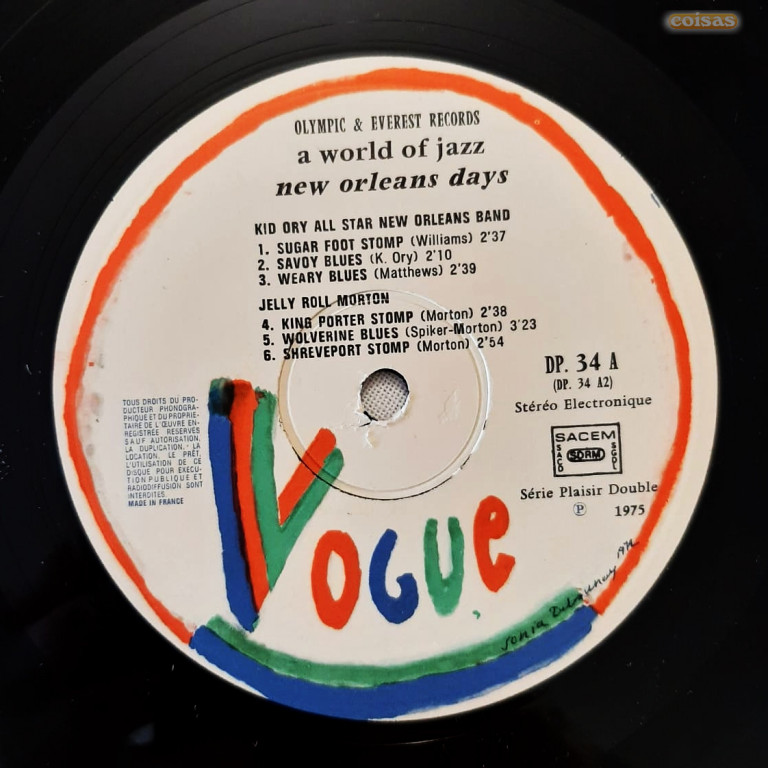 coisas
OLYMPIC & EVEREST RECORDS
a world of jazz
new orleans days
KID ORY ALL STAR NEW ORLEANS BAND
1. SUGAR FOOT STOMP (Williams) 2'37
2. SAVOY BLUES (K. Ory) 2'10
3. WEARY BLUES (Matthews) 2'39
JELLY ROLL MORTON
4. KING PORTER STOMP (Morton) 2'38
5. WOLVERINE BLUES (Spiker-Morton) 3'23
6. SHREVEPORT STOMP (Morton) 2'54
DP. 34 A
(DP. 34 A2)
Stéréo Electronique
SACEM
SACD SDRM SGDL
Série Plaisir Double
℗ 1975
TOUS DROITS DU PRO-
DUCTEUR PHONOGRA-
PHIQUE ET DU PROPRIE-
TAIRE DE L'ŒUVRE EN-
REGISTREE RESERVES
SAUF AUTORISATION,
LA DUPLICATION, LA
LOCATION, LE PRÊT,
L'UTILISATION DE CE
DISQUE POUR EXECU-
TION PUBLIQUE ET
RADIODIFFUSION SONT
INTERDITES.
MADE IN FRANCE
VOGUE
Sonia Delaunay 1972